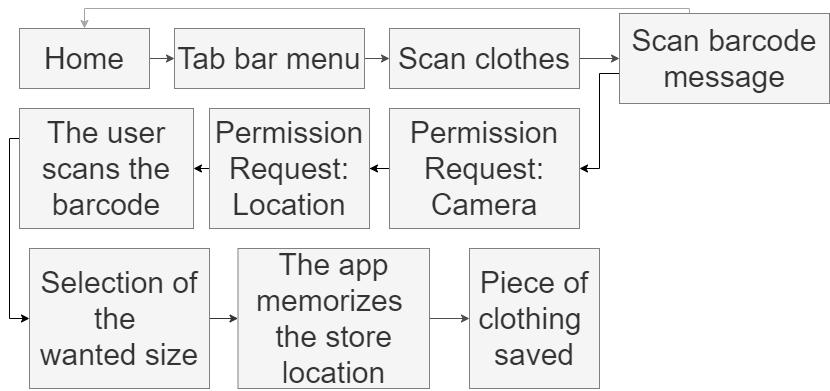 Home
Tab bar menu
Scan clothes
Scan barcode
message
The user
scans the
barcode
Permission
Request:
Location
Permission
Request:
Camera
Selection of
the
wanted size
The app
memorizes
the store
location
Piece of
clothing
saved